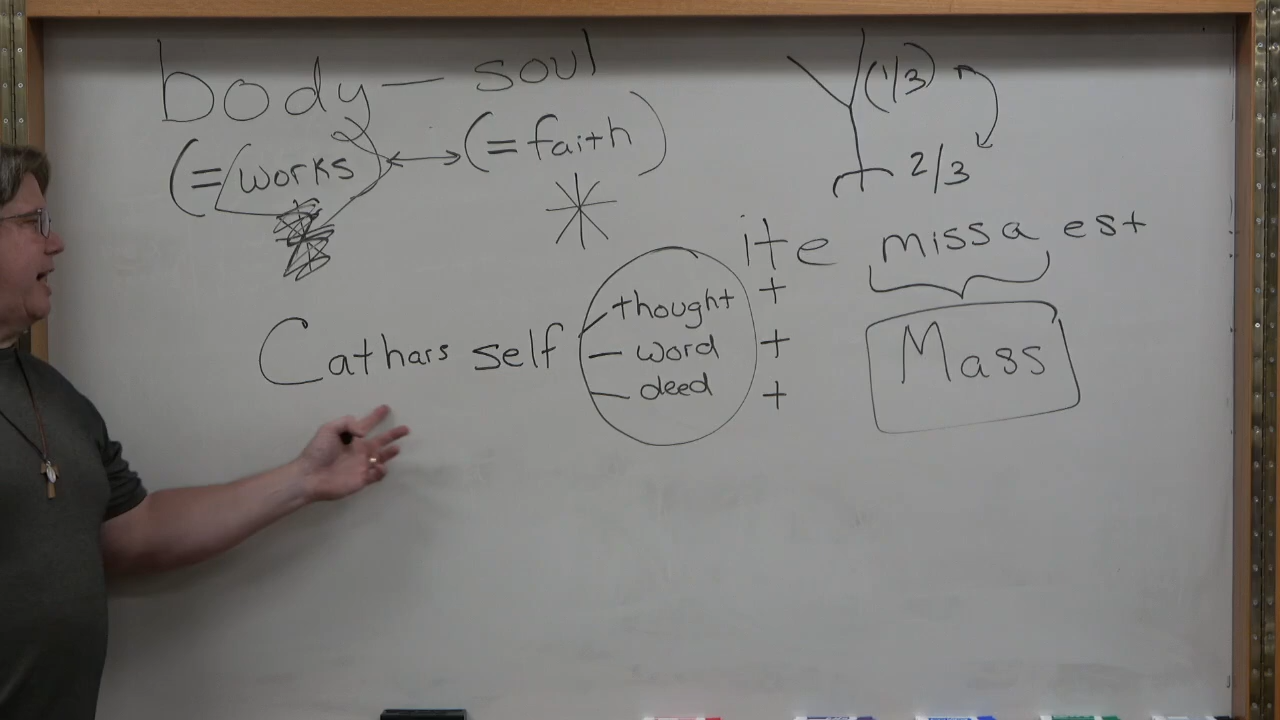 body — soul
(= works) ↔ (= faith)
(1/3)
2/3
ite missa est
Mass
Cathars self
– thought +
– word +
– deed +